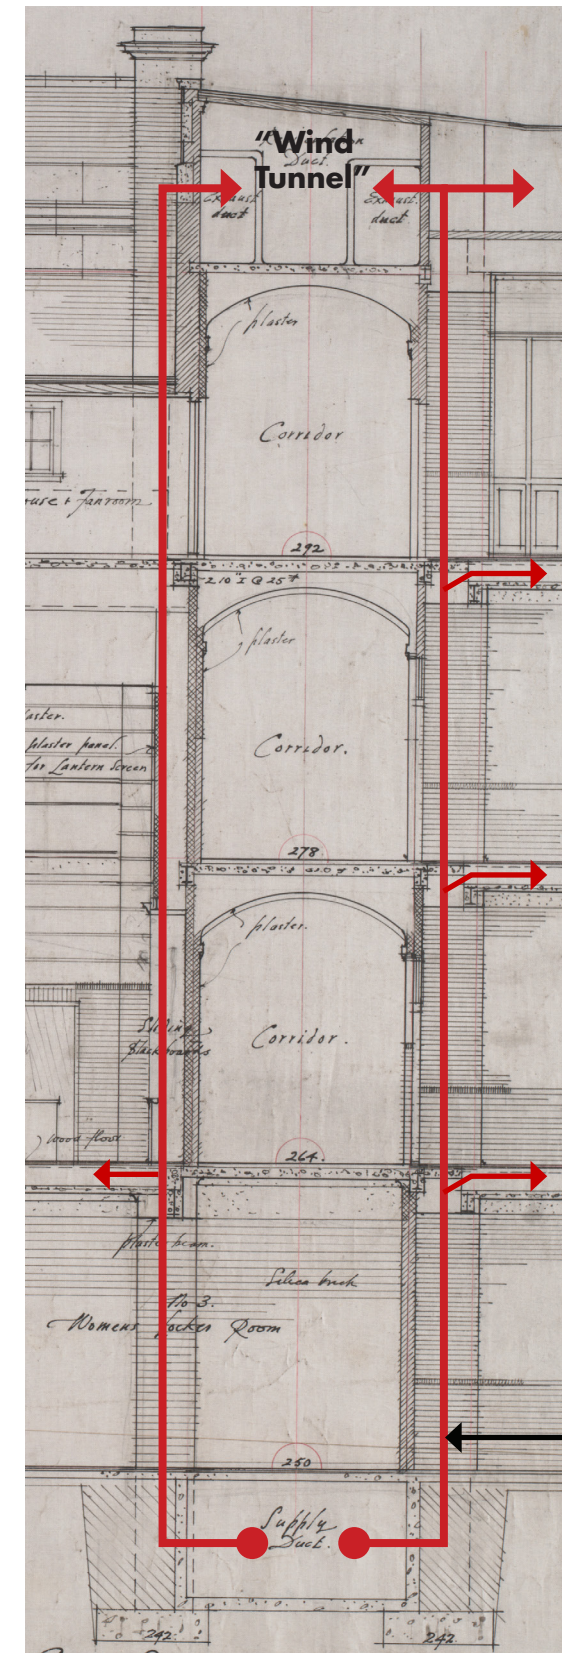 “Wind
Tunnel”
Duct.
Exhaust
duct
Exhaust
duct
plaster
Corridor
Fanroom
292
2 10" I @ 25#
plaster
plaster panel.
for Lantern Screen
Corridor.
278
plaster.
Sliding
Blackboards
Corridor.
wood floor
264.
plaster beam.
Silica brick
No 3.
Womens Locker Room
250
Supply
Duct.
242
242